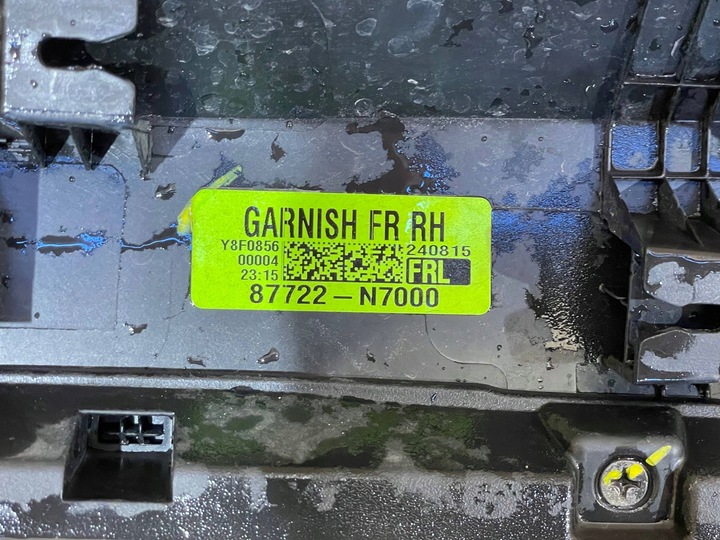 GARNISH FR RH
Y8F0856 240815
00004 FRL
23:15
87722-N7000